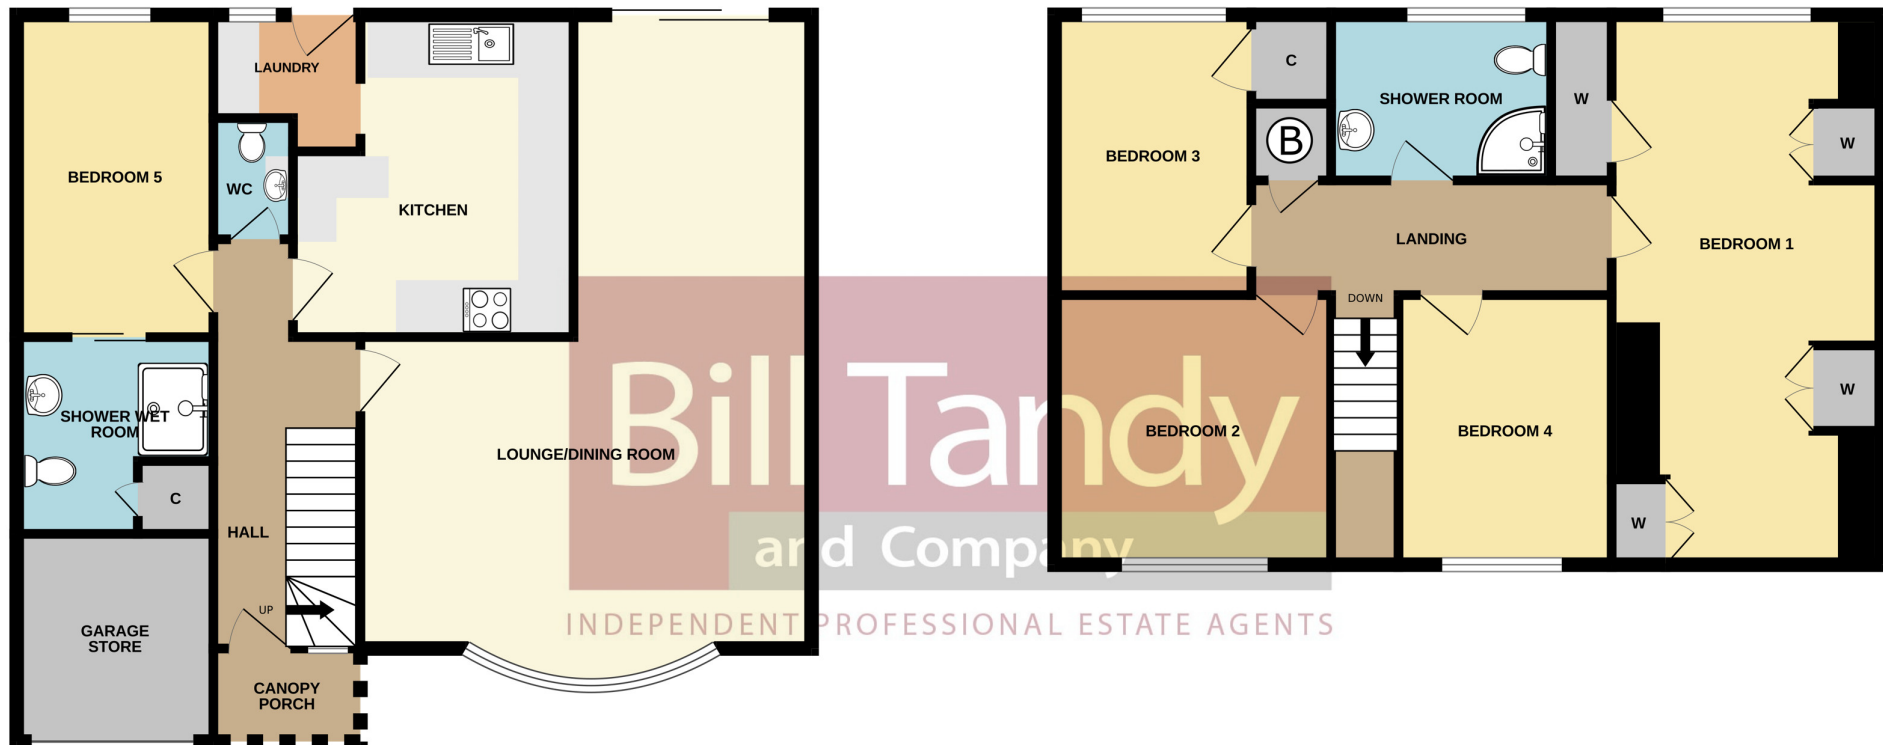 BEDROOM 5
LAUNDRY
WC
KITCHEN
SHOWER WET
ROOM
C
HALL
LOUNGE/DINING ROOM
UP
GARAGE
STORE
CANOPY
PORCH
BEDROOM 3
C
B
SHOWER ROOM
W
W
LANDING
BEDROOM 1
DOWN
BEDROOM 2
BEDROOM 4
W
W
Bill Tandy
and Company
INDEPENDENT PROFESSIONAL ESTATE AGENTS